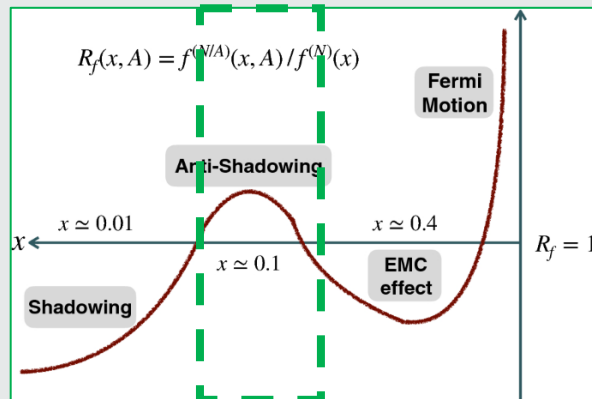 R_f(x, A) = f^(N/A)(x, A) / f^(N)(x)
Fermi
Motion
Anti-Shadowing
x ≃ 0.01
x ≃ 0.4
x
R_f = 1
x ≃ 0.1
EMC
effect
Shadowing